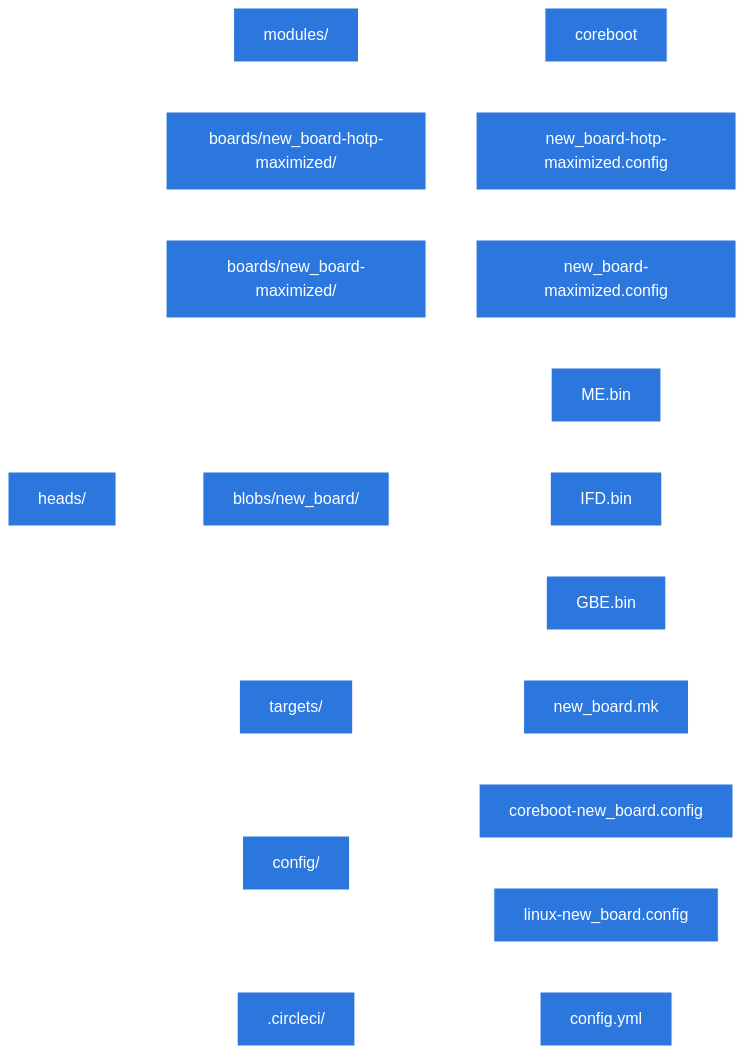 modules/
coreboot
boards/new_board-hotp-
maximized/
new_board-hotp-
maximized.config
boards/new_board-
maximized/
new_board-
maximized.config
ME.bin
heads/
blobs/new_board/
IFD.bin
GBE.bin
targets/
new_board.mk
coreboot-new_board.config
config/
linux-new_board.config
.circleci/
config.yml